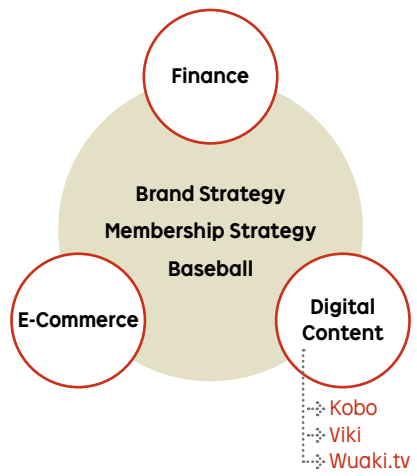 Finance
Brand Strategy
Membership Strategy
Baseball
E-Commerce
Digital
Content
Kobo
Viki
Wuaki.tv